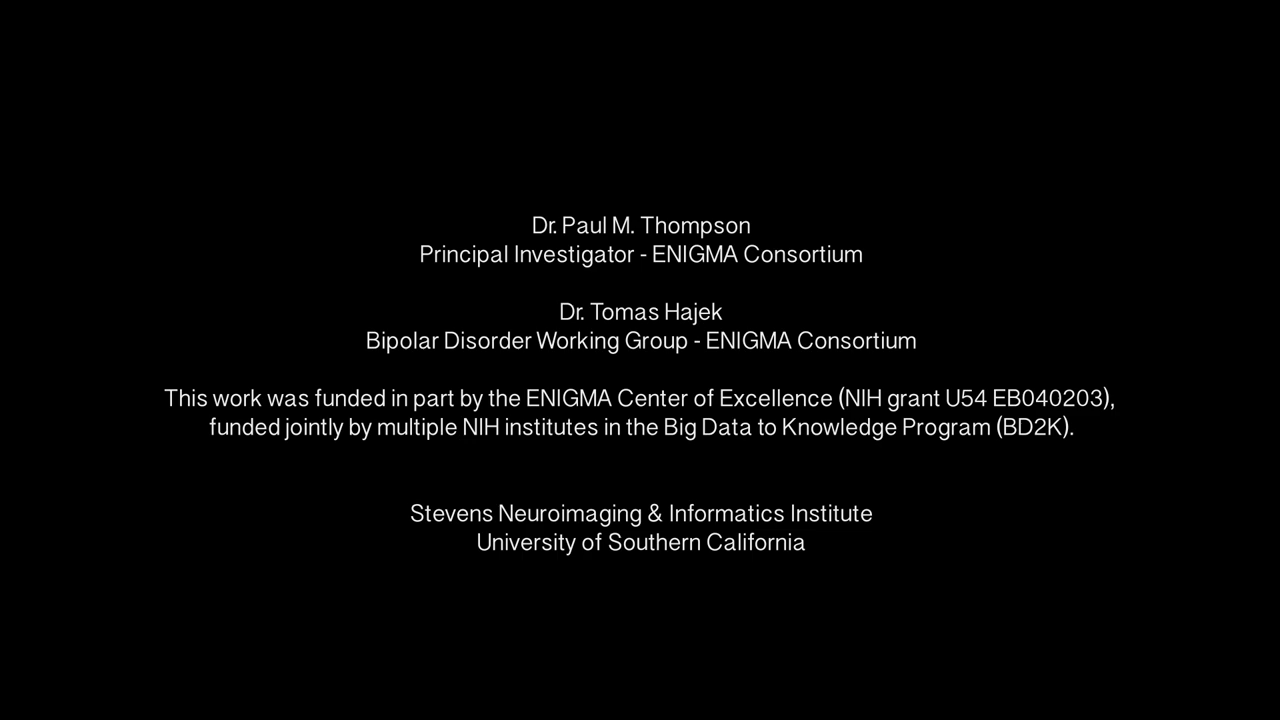 Dr. Paul M. Thompson
Principal Investigator - ENIGMA Consortium
Dr. Tomas Hajek
Bipolar Disorder Working Group - ENIGMA Consortium
This work was funded in part by the ENIGMA Center of Excellence (NIH grant U54 EB040203),
funded jointly by multiple NIH institutes in the Big Data to Knowledge Program (BD2K).
Stevens Neuroimaging & Informatics Institute
University of Southern California